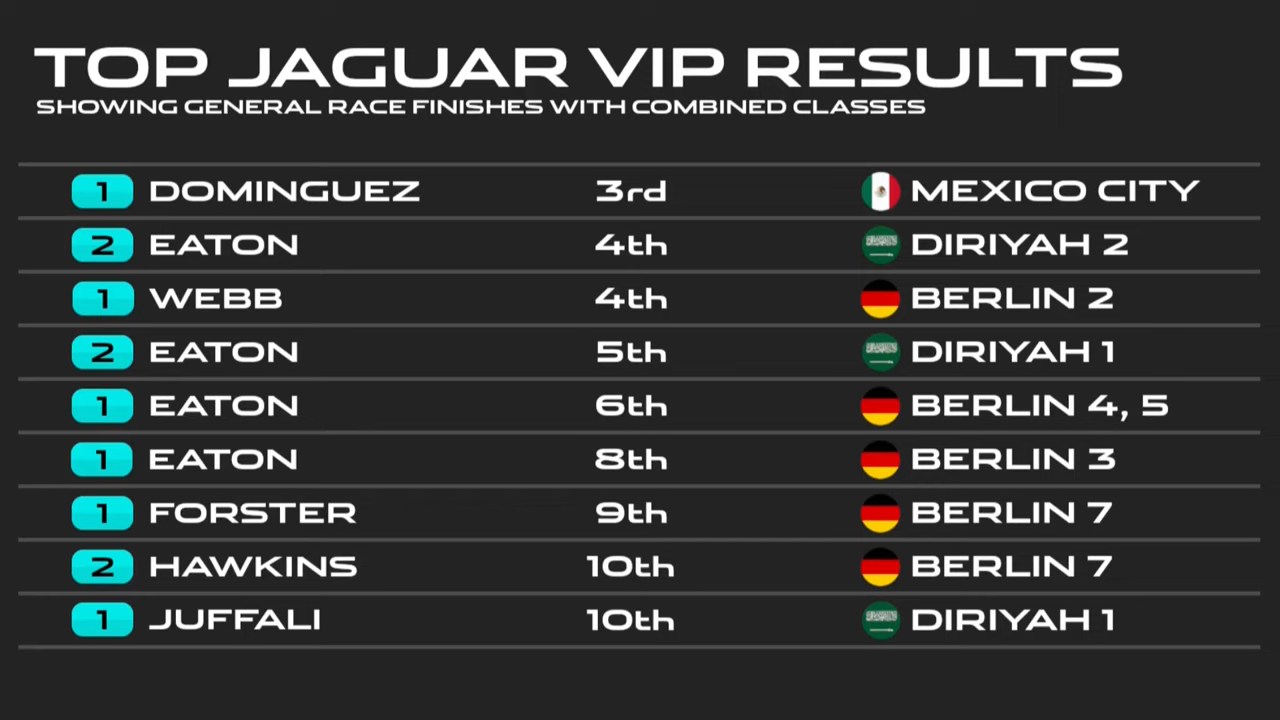 TOP JAGUAR VIP RESULTS
SHOWING GENERAL RACE FINISHES WITH COMBINED CLASSES
1 DOMINGUEZ 3rd MEXICO CITY
2 EATON 4th DIRIYAH 2
1 WEBB 4th BERLIN 2
2 EATON 5th DIRIYAH 1
1 EATON 6th BERLIN 4, 5
1 EATON 8th BERLIN 3
1 FORSTER 9th BERLIN 7
2 HAWKINS 10th BERLIN 7
1 JUFFALI 10th DIRIYAH 1